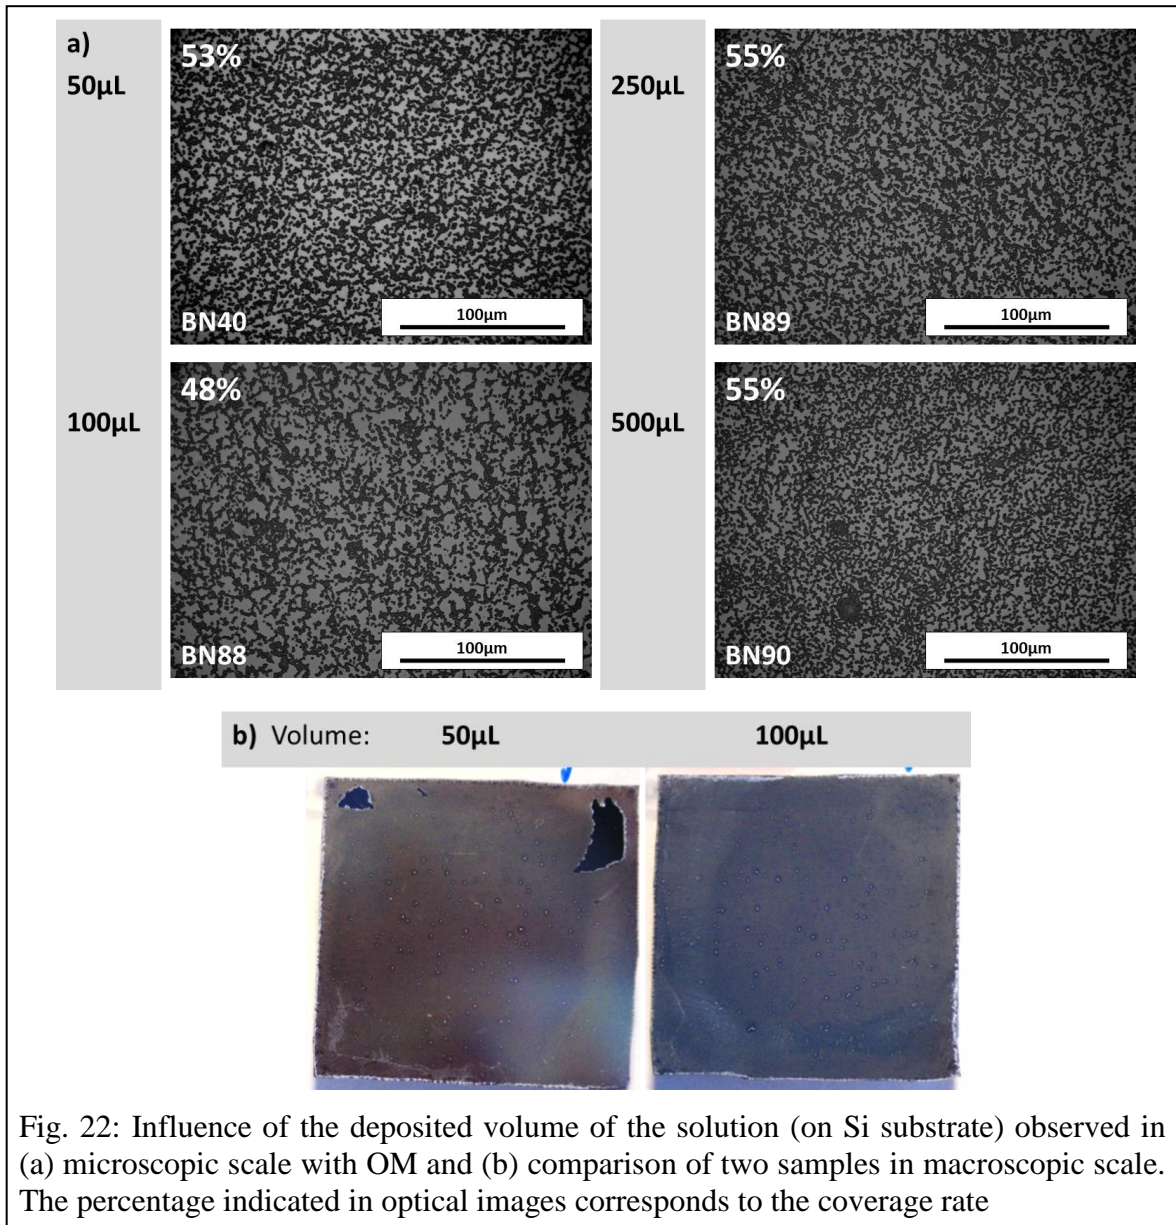 a)
50µL
53%
BN40
100µm
250µL
55%
BN89
100µm
100µL
48%
BN88
100µm
500µL
55%
BN90
100µm
b) Volume: 50µL 100µL
Fig. 22: Influence of the deposited volume of the solution (on Si substrate) observed in
(a) microscopic scale with OM and (b) comparison of two samples in macroscopic scale.
The percentage indicated in optical images corresponds to the coverage rate